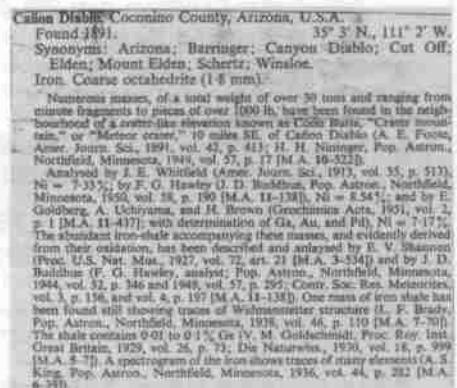 Cañon Diablo, Coconino County, Arizona, U.S.A.
Found 1891. 35° 3′ N., 111° 2′ W.
Synonyms: Arizona; Barringer; Canyon Diablo; Cut Off;
Elden; Mount Elden; Schertz; Winslow.
Iron. Coarse octahedrite (1·8 mm).
Numerous masses, of a total weight of over 30 tons and ranging from
minute fragments to pieces of over 1000 lb, have been found in the neigh-
bourhood of a crater-like elevation known as Coon Butte, "Crater moun-
tain," or "Meteor crater," 10 miles SE. of Cañon Diablo (A. E. Foote,
Amer. Journ. Sci., 1891, vol. 42, p. 413; H. H. Nininger, Pop. Astron.,
Northfield, Minnesota, 1949, vol. 57, p. 17 [M.A. 10–522]).
Analysed by J. E. Whitfield (Amer. Journ. Sci., 1913, vol. 35, p. 513),
Ni = 7·33%; by F. G. Hawley (J. D. Buddhue, Pop. Astron., Northfield,
Minnesota, 1950, vol. 58, p. 190 [M.A. 11–138]), Ni = 8.54%; and by E.
Goldberg, A. Uchiyama, and H. Brown (Geochimica Acta, 1951, vol. 2,
p. 1 [M.A. 11–437]; with determination of Ga, Au, and Pd), Ni = 7·17%.
The abundant iron-shale accompanying these masses, and evidently derived
from their oxidation, has been described and anlayed by E. V. Shannon
(Proc. U.S. Nat. Mus., 1927, vol. 72, art. 21 [M.A. 3–534]) and by J. D.
Buddhue (F. G. Hawley, analyst; Pop. Astron., Northfield, Minnesota,
1944, vol. 52, p. 346 and 1949, vol. 57, p. 295; Contr. Soc. Res. Meteorites,
vol. 3, p. 156, and vol. 4, p. 197 [M.A. 11–138]). One mass of iron shale has
been found still showing traces of Widmanstetter structure (L. F. Brady,
Pop. Astron., Northfield, Minnesota, 1938, vol. 46, p. 110 [M.A. 7–70]).
The shale contains 0·01 to 0·1% Ge (V. M. Goldschmidt, Proc. Roy. Inst.
Great Britain, 1929, vol. 26, p. 73; Die Naturwiss., 1930, vol. 18, p. 999
[M.A. 5–7]). A spectrogram of the iron shows traces of many elements (A. S.
King, Pop. Astron., Northfield, Minnesota, 1936, vol. 44, p. 282 [M.A.